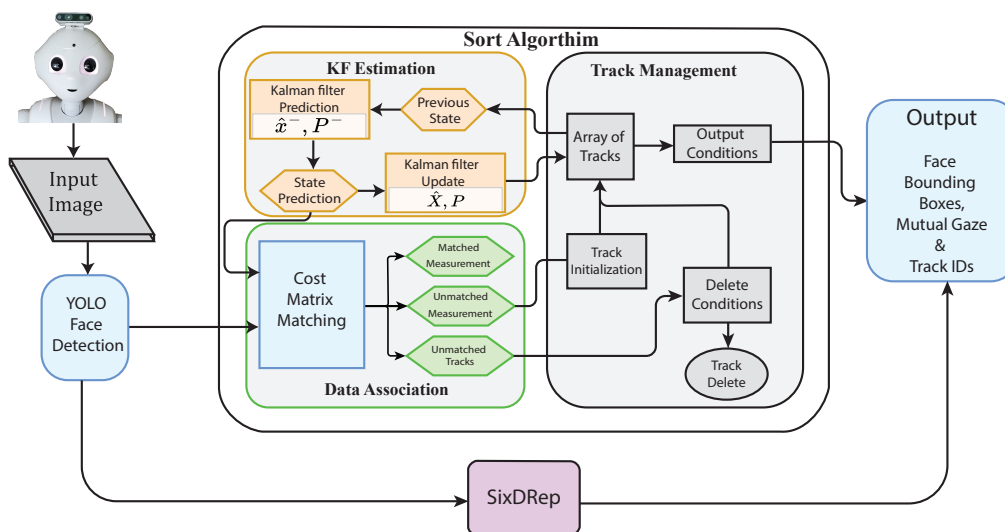 Sort Algorthim
KF Estimation
Kalman filter
Prediction
x̂⁻, P⁻
Previous
State
State
Prediction
Kalman filter
Update
X̂, P
Track Management
Array of
Tracks
Output
Conditions
Track
Initialization
Delete
Conditions
Track
Delete
Input
Image
YOLO
Face
Detection
Cost
Matrix
Matching
Matched
Measurement
Unmatched
Measurement
Unmatched
Tracks
Data Association
SixDRep
Output
Face
Bounding
Boxes,
Mutual Gaze
&
Track IDs